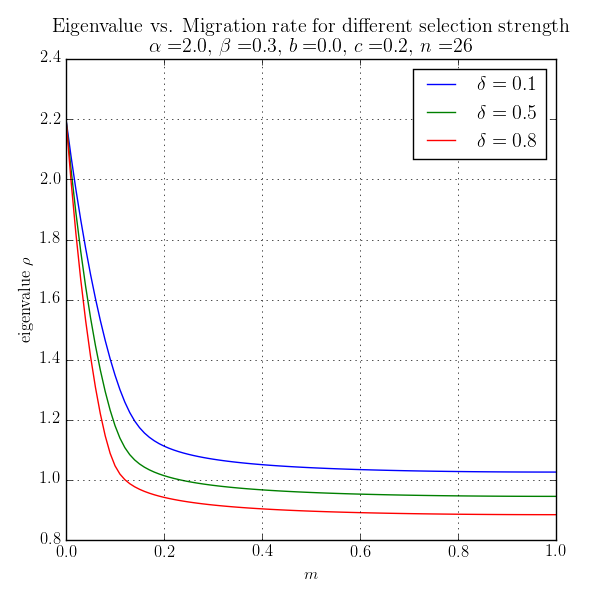 Eigenvalue vs. Migration rate for different selection strength
α =2.0, β =0.3, b =0.0, c =0.2, n =26
2.4
2.2
2.0
1.8
1.6
1.4
1.2
1.0
0.8
eigenvalue ρ
δ = 0.1
δ = 0.5
δ = 0.8
0.0 0.2 0.4 0.6 0.8 1.0
m